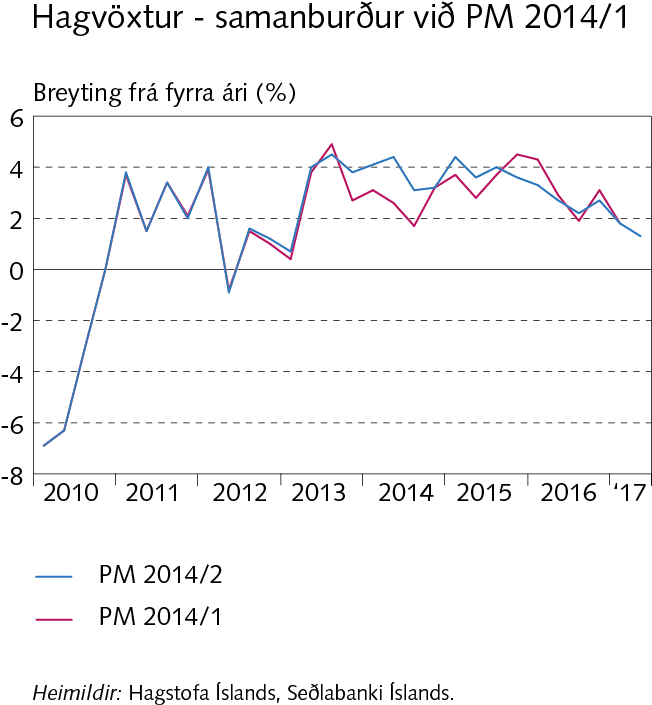 Hagvöxtur - samanburður við PM 2014/1
Breyting frá fyrra ári (%)
6
4
2
0
-2
-4
-6
-8
2010 2011 2012 2013 2014 2015 2016 ‘17
PM 2014/2
PM 2014/1
Heimildir: Hagstofa Íslands, Seðlabanki Íslands.